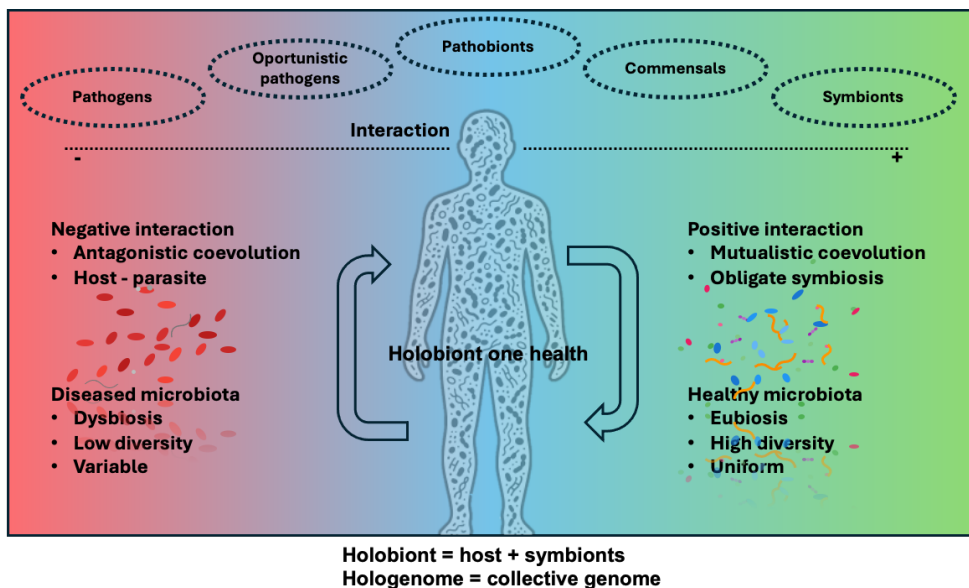 Pathobionts
Oportunistic
pathogens
Commensals
Pathogens
Symbionts
Interaction
-
+
Negative interaction
• Antagonistic coevolution
• Host - parasite
Positive interaction
• Mutualistic coevolution
• Obligate symbiosis
Holobiont one health
Diseased microbiota
• Dysbiosis
• Low diversity
• Variable
Healthy microbiota
• Eubiosis
• High diversity
• Uniform
Holobiont = host + symbionts
Hologenome = collective genome